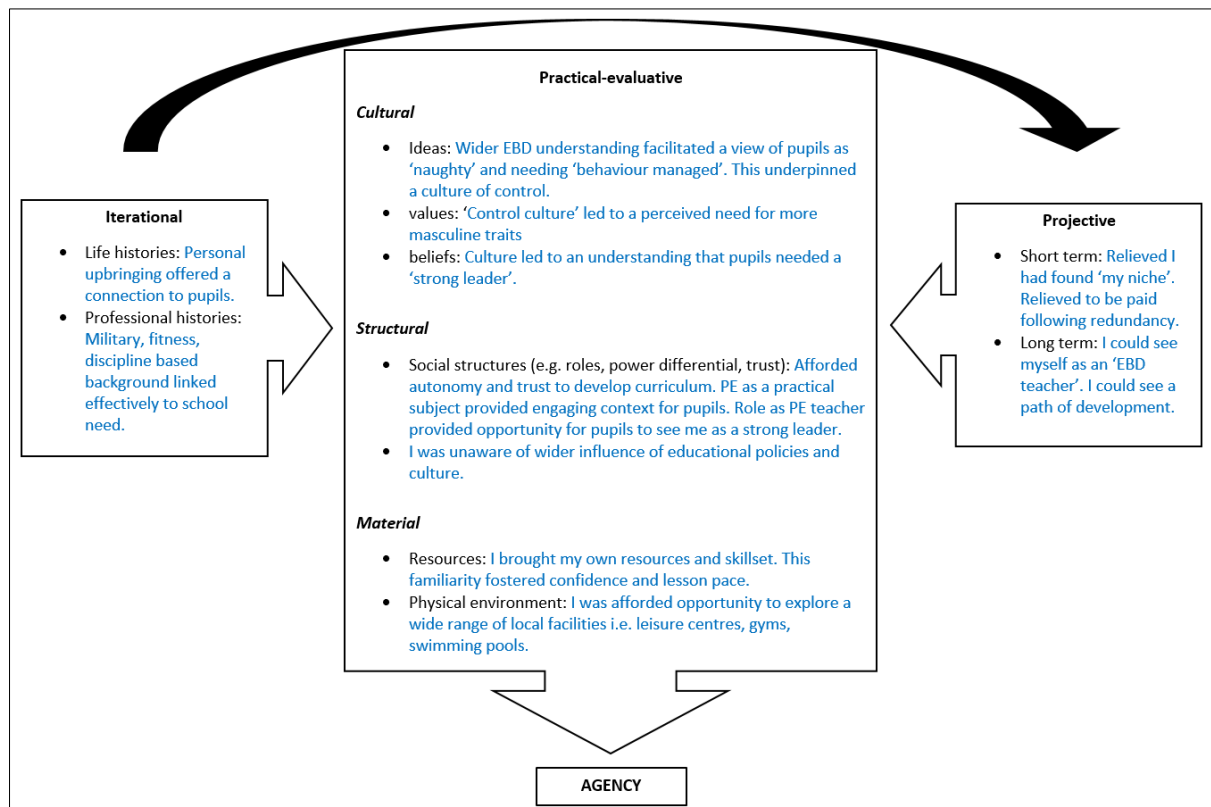 Iterational
• Life histories: Personal
upbringing offered a
connection to pupils.
• Professional histories:
Military, fitness,
discipline based
background linked
effectively to school
need.
Practical-evaluative
Cultural
• Ideas: Wider EBD understanding facilitated a view of pupils as
‘naughty’ and needing ‘behaviour managed’. This underpinned
a culture of control.
• values: ‘Control culture’ led to a perceived need for more
masculine traits
• beliefs: Culture led to an understanding that pupils needed a
‘strong leader’.
Structural
• Social structures (e.g. roles, power differential, trust): Afforded
autonomy and trust to develop curriculum. PE as a practical
subject provided engaging context for pupils. Role as PE teacher
provided opportunity for pupils to see me as a strong leader.
• I was unaware of wider influence of educational policies and
culture.
Material
• Resources: I brought my own resources and skillset. This
familiarity fostered confidence and lesson pace.
• Physical environment: I was afforded opportunity to explore a
wide range of local facilities i.e. leisure centres, gyms,
swimming pools.
Projective
• Short term: Relieved I
had found ‘my niche’.
Relieved to be paid
following redundancy.
• Long term: I could see
myself as an ‘EBD
teacher’. I could see a
path of development.
AGENCY